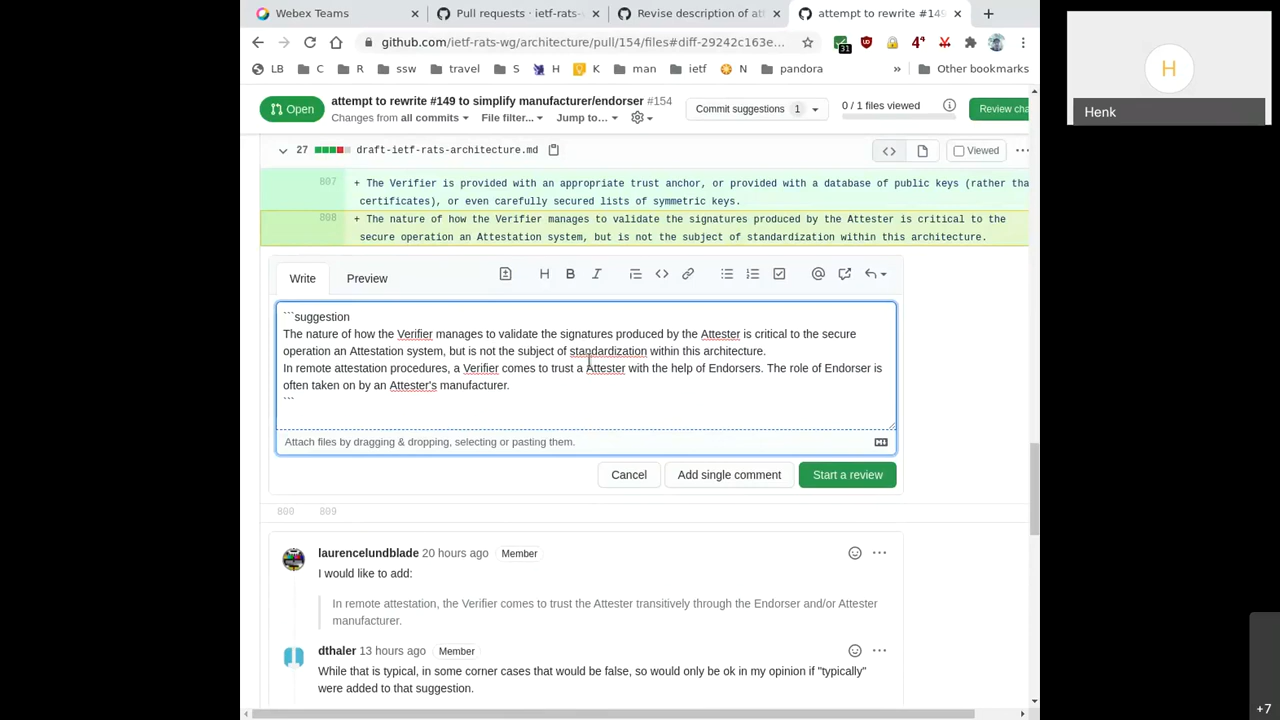 Webex Teams
Pull requests · ietf-rats-
Revise description of att
attempt to rewrite #149
github.com/ietf-rats-wg/architecture/pull/154/files#diff-29242c163e...
31
4⁴
LB
C
R
ssw
travel
S
H
K
man
ietf
N
pandora
»
Other bookmarks
Open
attempt to rewrite #149 to simplify manufacturer/endorser #154
Changes from all commits
File filter...
Jump to...
Commit suggestions 1
0 / 1 files viewed
Review cha
27
draft-ietf-rats-architecture.md
Viewed
807
+ The Verifier is provided with an appropriate trust anchor, or provided with a database of public keys (rather tha
certificates), or even carefully secured lists of symmetric keys.
808
+ The nature of how the Verifier manages to validate the signatures produced by the Attester is critical to the
secure operation an Attestation system, but is not the subject of standardization within this architecture.
Write
Preview
```suggestion
The nature of how the Verifier manages to validate the signatures produced by the Attester is critical to the secure
operation an Attestation system, but is not the subject of standardization within this architecture.
In remote attestation procedures, a Verifier comes to trust a Attester with the help of Endorsers. The role of Endorser is
often taken on by an Attester's manufacturer.
```
Attach files by dragging & dropping, selecting or pasting them.
Cancel
Add single comment
Start a review
800 809
laurencelundblade 20 hours ago Member
I would like to add:
In remote attestation, the Verifier comes to trust the Attester transitively through the Endorser and/or Attester
manufacturer.
dthaler 13 hours ago Member
While that is typical, in some corner cases that would be false, so would only be ok in my opinion if "typically"
were added to that suggestion.
H
Henk
+7